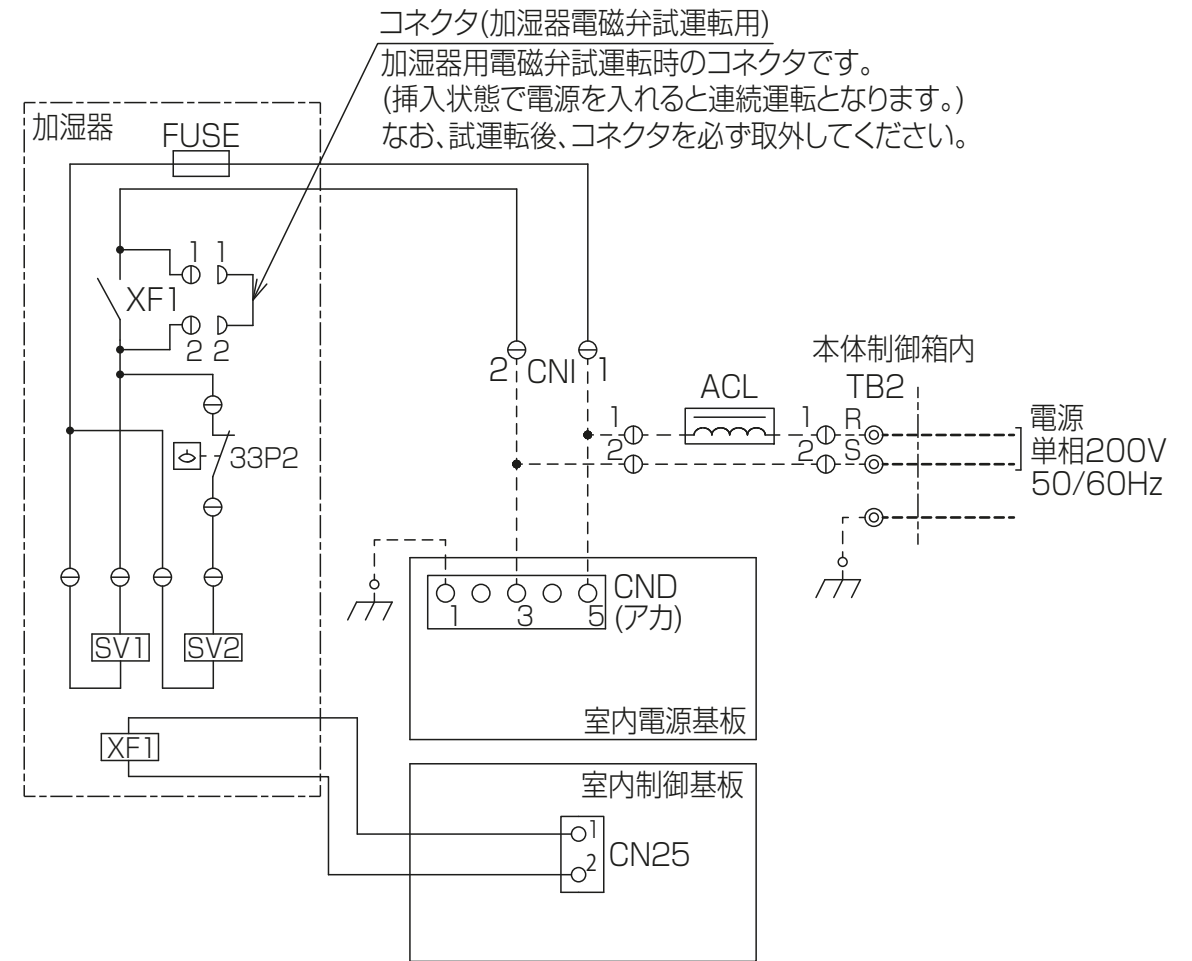 コネクタ(加湿器電磁弁試運転用)
加湿器用電磁弁試運転時のコネクタです。
(挿入状態で電源を入れると連続運転となります。)
なお、試運転後、コネクタを必ず取外してください。
加湿器
FUSE
1 1
XF1
2 2
2 CNI 1
本体制御箱内
ACL
TB2
1
1 R
2
2 S
電源
単相200V
50/60Hz
33P2
CND
(アカ)
1 3 5
SV1
SV2
室内電源基板
XF1
室内制御基板
1
CN25
2